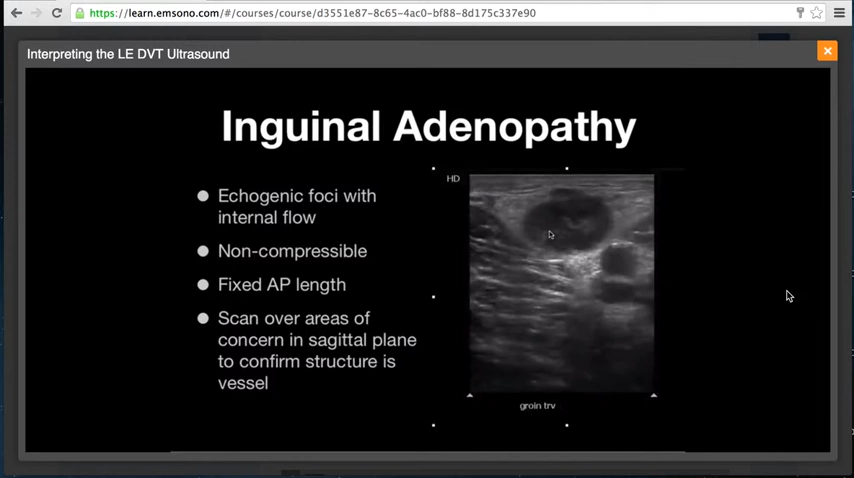 https://learn.emsono.com/#/courses/course/d3551e87-8c65-4ac0-bf88-8d175c337e90
Interpreting the LE DVT Ultrasound
Inguinal Adenopathy
Echogenic foci with
internal flow
Non-compressible
Fixed AP length
Scan over areas of
concern in sagittal plane
to confirm structure is
vessel
HD
groin trv